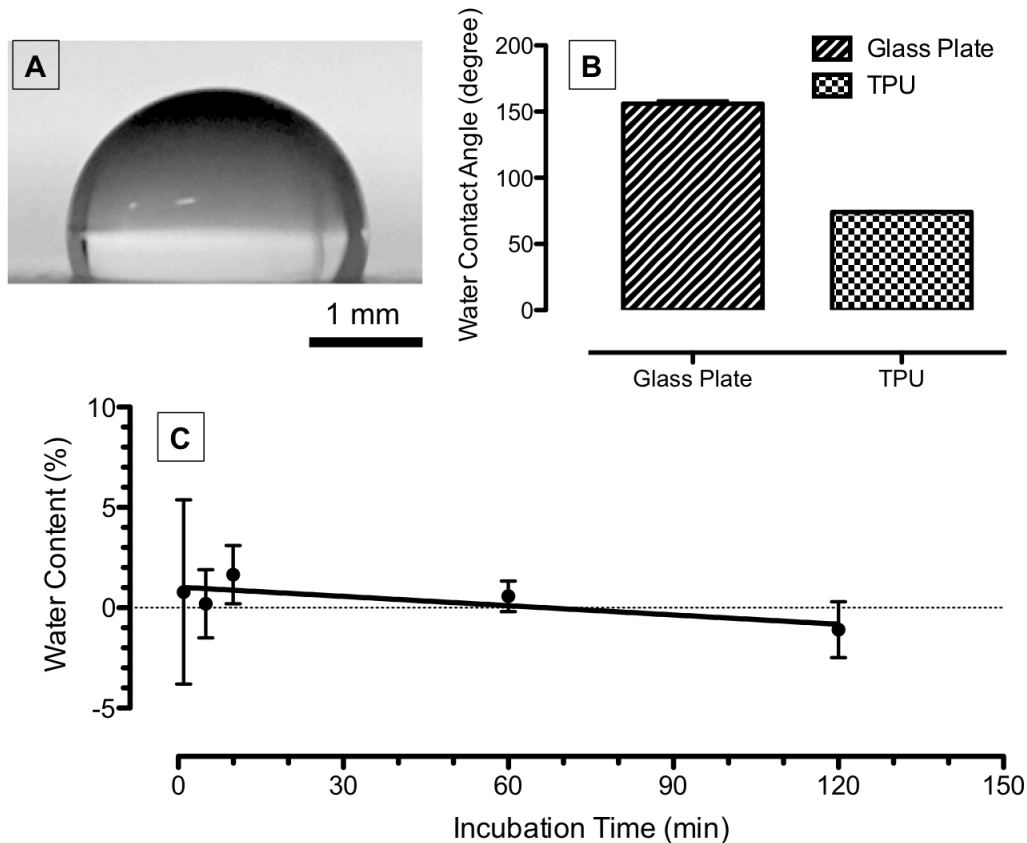 A
1 mm
B
Glass Plate
TPU
Water Contact Angle (degree)
200
150
100
50
0
Glass Plate
TPU
C
Water Content (%)
10
5
0
-5
0
30
60
90
120
150
Incubation Time (min)